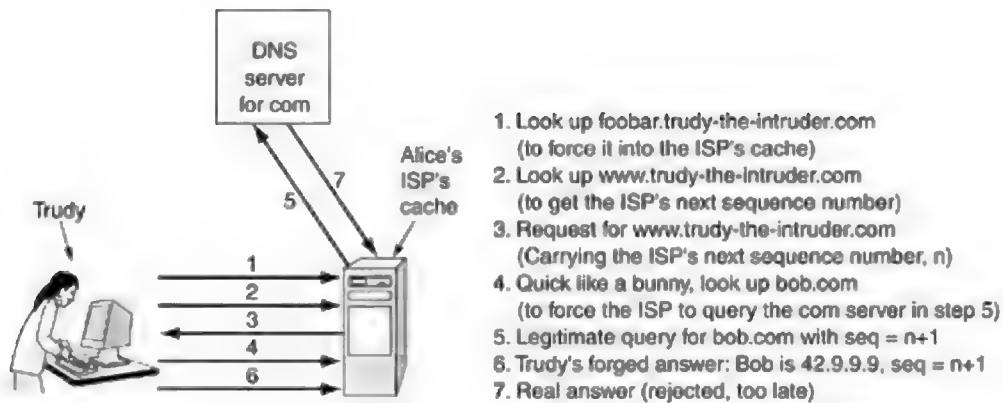 DNS
server
for com
Alice's
ISP's
cache
Trudy
5
7
1
2
3
4
6
1. Look up foobar.trudy-the-intruder.com
(to force it into the ISP's cache)
2. Look up www.trudy-the-intruder.com
(to get the ISP's next sequence number)
3. Request for www.trudy-the-intruder.com
(Carrying the ISP's next sequence number, n)
4. Quick like a bunny, look up bob.com
(to force the ISP to query the com server in step 5)
5. Legitimate query for bob.com with seq = n+1
6. Trudy's forged answer: Bob is 42.9.9.9, seq = n+1
7. Real answer (rejected, too late)